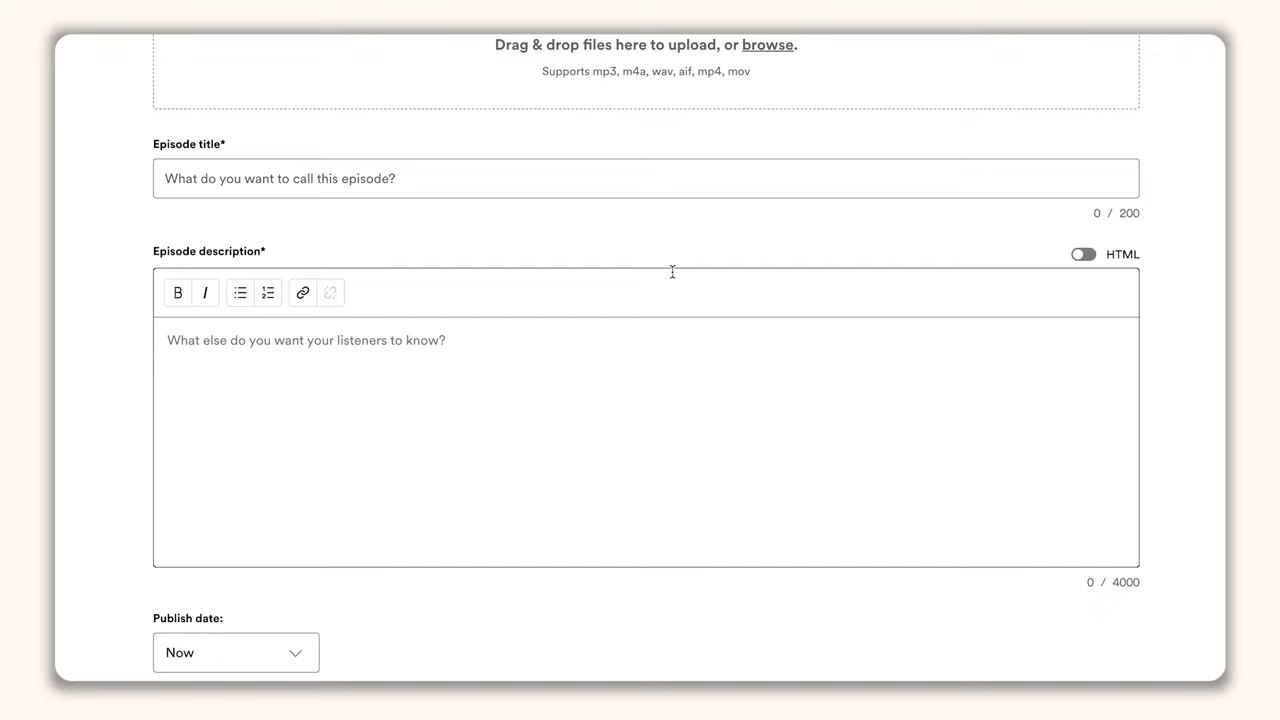 Drag & drop files here to upload, or browse.
Supports mp3, m4a, wav, aif, mp4, mov
Episode title*
What do you want to call this episode?
0 / 200
Episode description*
HTML
B I
What else do you want your listeners to know?
0 / 4000
Publish date:
Now